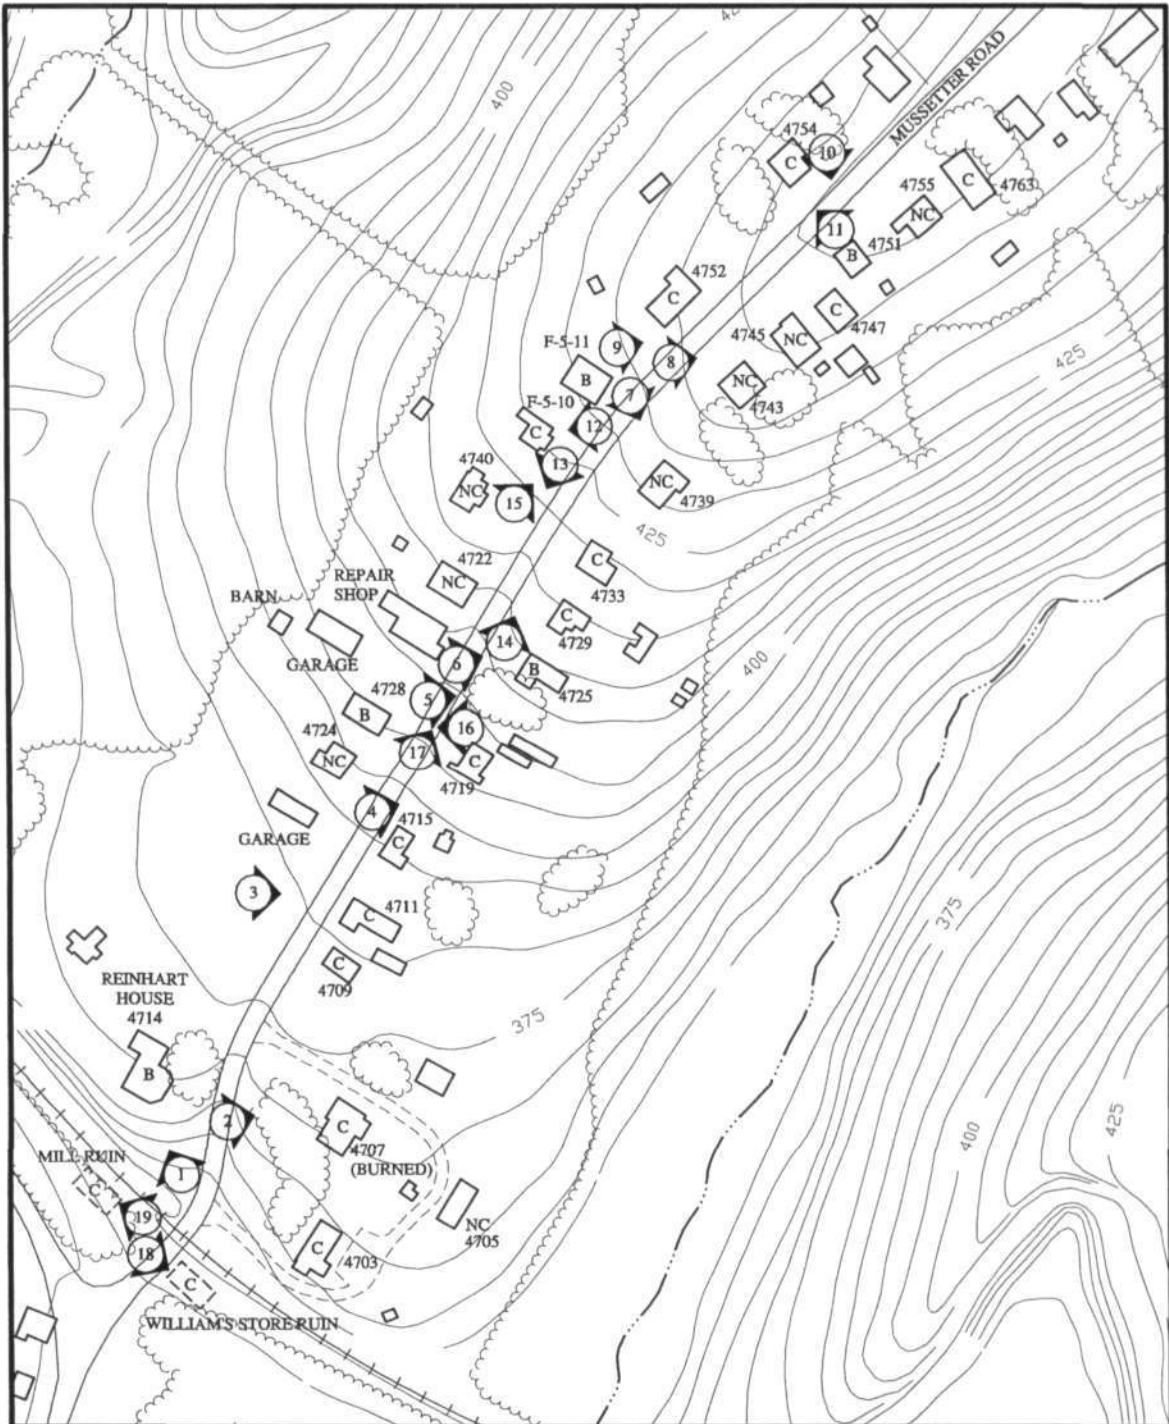 42
400
MUSSETTER ROAD
4754
C
10
C
4763
4755
NC
11
4751
B
4752
C
C
4747
4745
NC
425
F-5-11
9
8
B
NC
4743
7
F-5-10
12
C
13
4740
NC
15
NC
4739
425
4722
NC
C
4733
REPAIR
SHOP
BARN
C
4729
GARAGE
14
6
B
4725
400
4728
5
B
16
4724
NC
17
C
4719
4
4715
C
GARAGE
3
C
4711
375
C
4709
REINHART
HOUSE
4714
375
B
2
C
4707
(BURNED)
425
400
MILL RUIN
1
C
19
NC
4705
18
C
4703
C
WILLIAM'S STORE RUIN